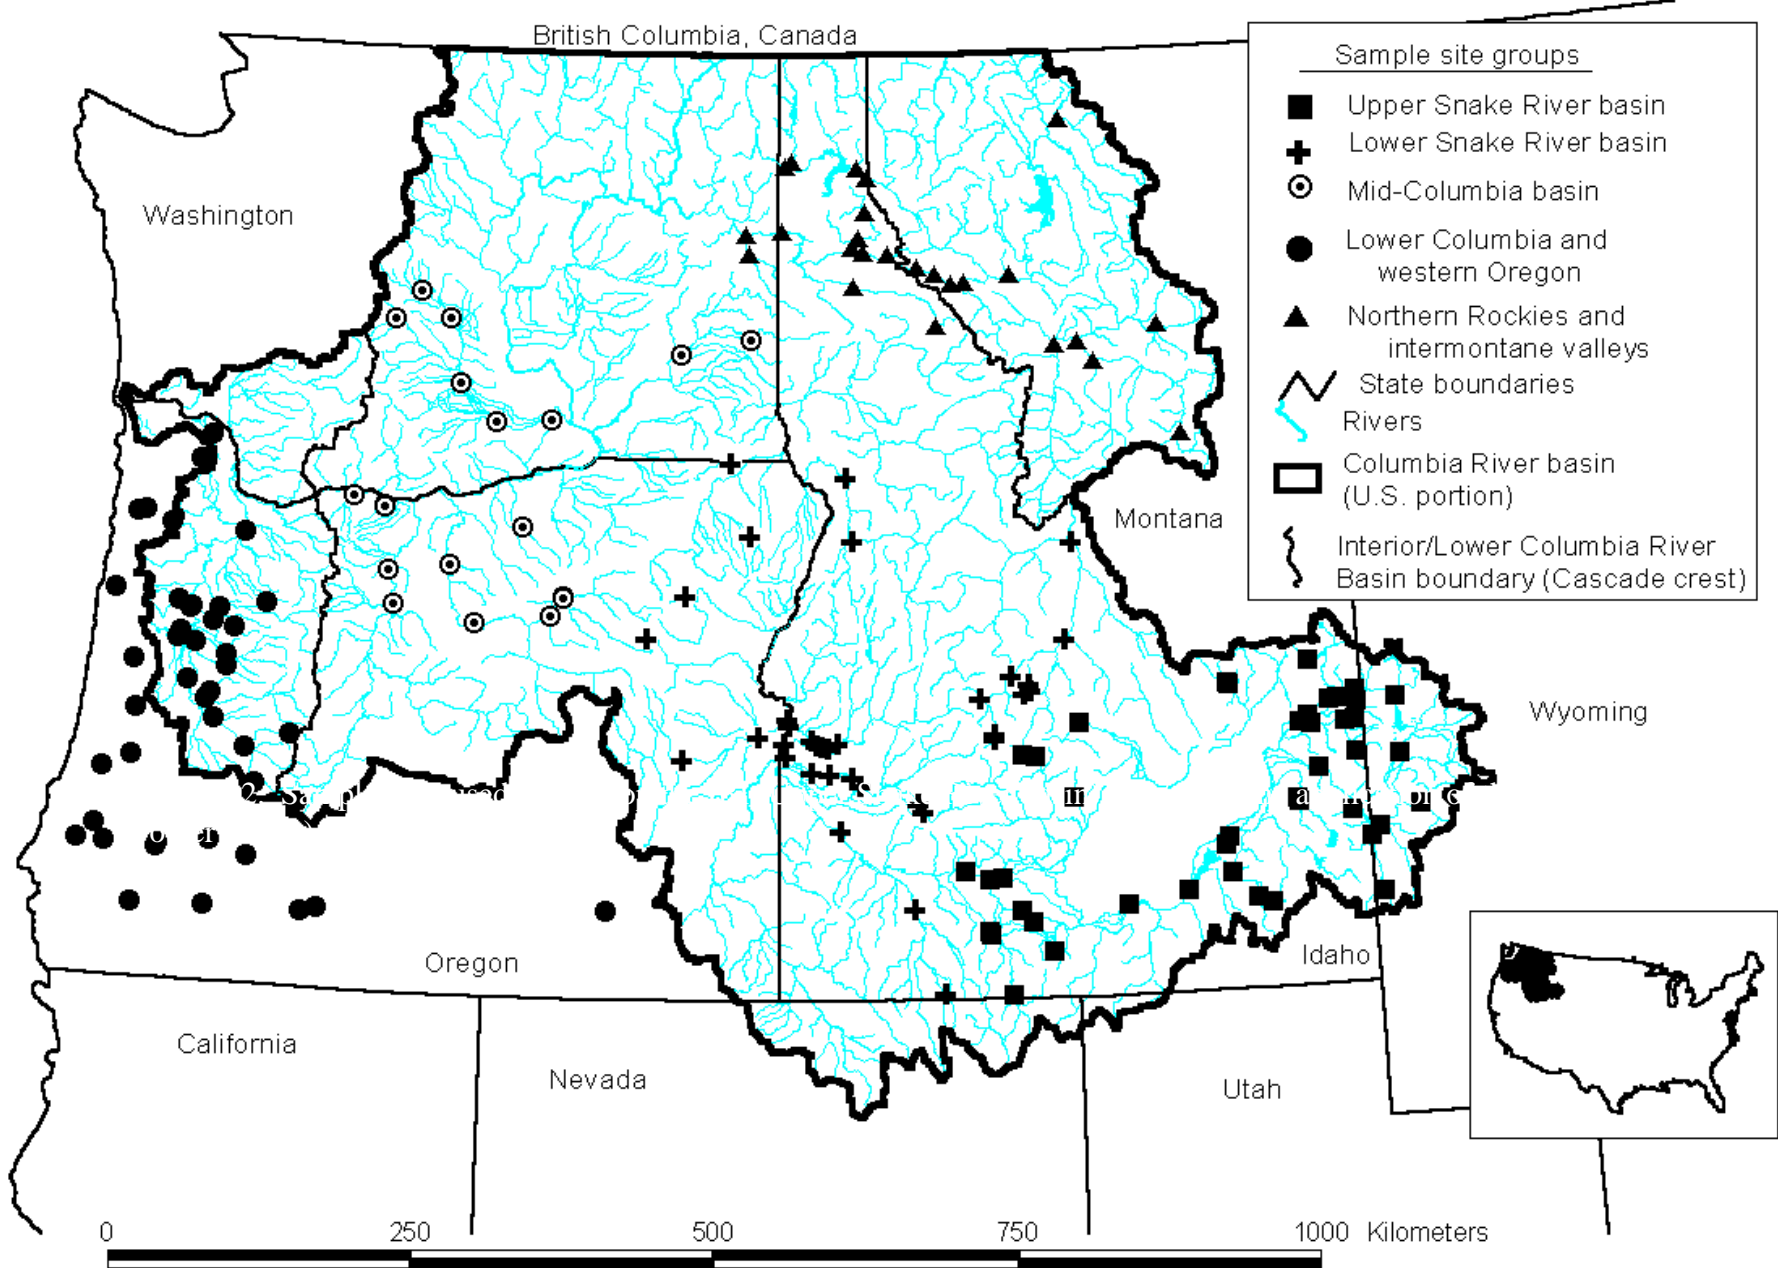 British Columbia, Canada
Sample site groups
Upper Snake River basin
Lower Snake River basin
Mid-Columbia basin
Lower Columbia and
western Oregon
Northern Rockies and
intermontane valleys
State boundaries
Rivers
Columbia River basin
(U.S. portion)
Interior/Lower Columbia River
Basin boundary (Cascade crest)
Washington
Montana
Wyoming
Oregon
Idaho
California
Nevada
Utah
0 250 500 750 1000 Kilometers